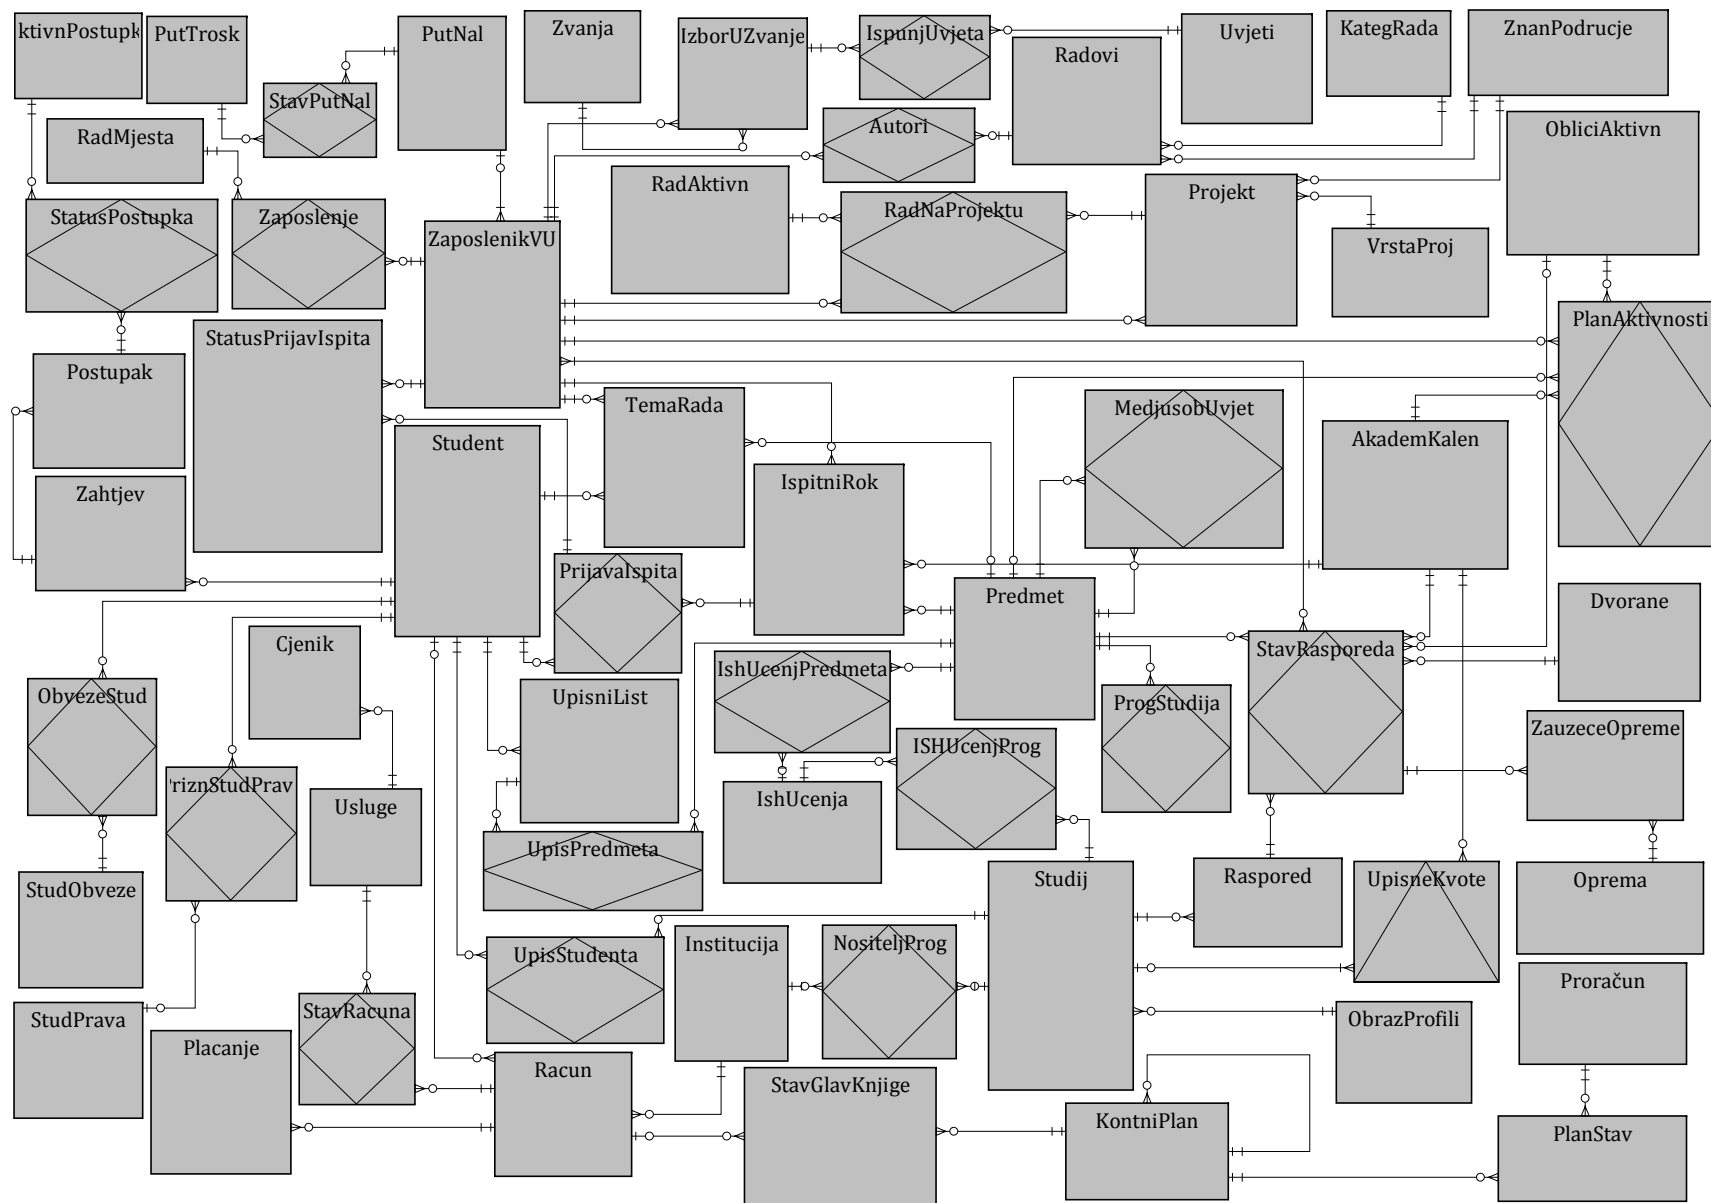 ktivnPostupk
PutTrosk
PutNal
Zvanja
IzborUZvanje
IspunjUvjeta
Uvjeti
KategRada
ZnanPodrucje
Radovi
StavPutNal
RadMjesta
Autori
ObliciAktivn
RadAktivn
Projekt
StatusPostupka
Zaposlenje
ZaposlenikVU
RadNaProjektu
VrstaProj
PlanAktivnosti
StatusPrijavIspita
Postupak
TemaRada
MedjusobUvjet
AkademKalen
Student
IspitniRok
Zahtjev
PrijavaIspita
Predmet
Dvorane
Cjenik
StavRasporeda
ObvezeStud
UpisniList
IshUcenjPredmeta
ProgStudija
ZauzeceOpreme
ISHUcenjProg
riznStudPrav
Usluge
IshUcenja
UpisPredmeta
Studij
Raspored
UpisneKvote
Oprema
StudObveze
UpisStudenta
Institucija
NositeljProg
Proračun
StudPrava
StavRacuna
ObrazProfili
Placanje
Racun
StavGlavKnjige
KontniPlan
PlanStav